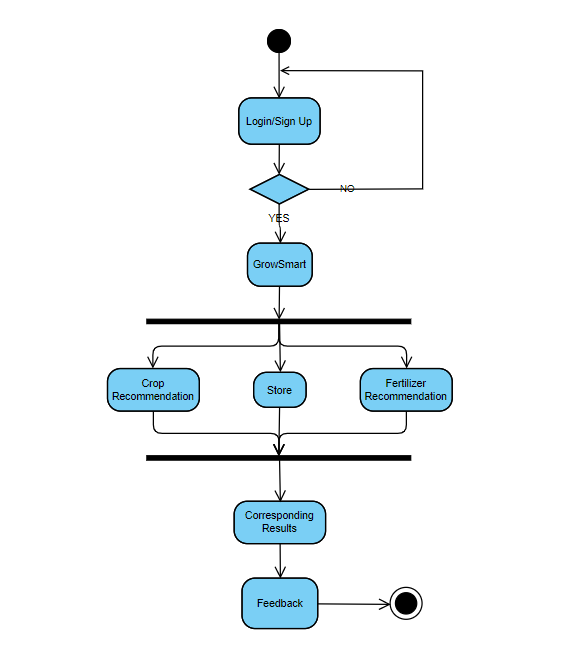 Login/Sign Up
NO
YES
GrowSmart
Crop
Recommendation
Store
Fertilizer
Recommendation
Corresponding
Results
Feedback